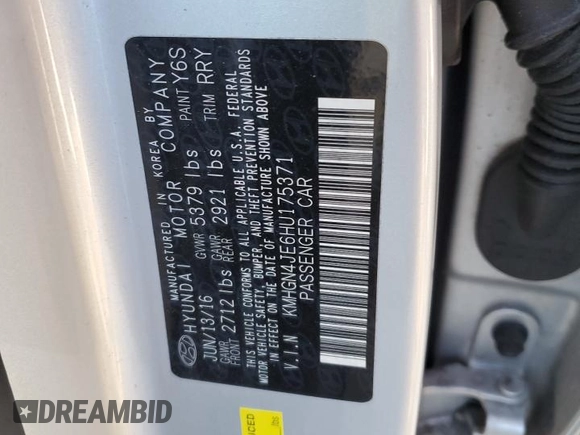 MANUFACTURED IN KOREA BY
HYUNDAI MOTOR COMPANY
JUN/13/16 GVWR 5379 lbs PAINT Y6S
GAWR FRONT 2712 lbs GAWR REAR 2921 lbs TRIM RRY
THIS VEHICLE CONFORMS TO ALL APPLICABLE U.S.A. FEDERAL
MOTOR VEHICLE SAFETY, BUMPER, AND THEFT PREVENTION STANDARDS
IN EFFECT ON THE DATE OF MANUFACTURE SHOWN ABOVE
V.I.N KMHGN4JE6HU175371
PASSENGER CAR
DREAMBID